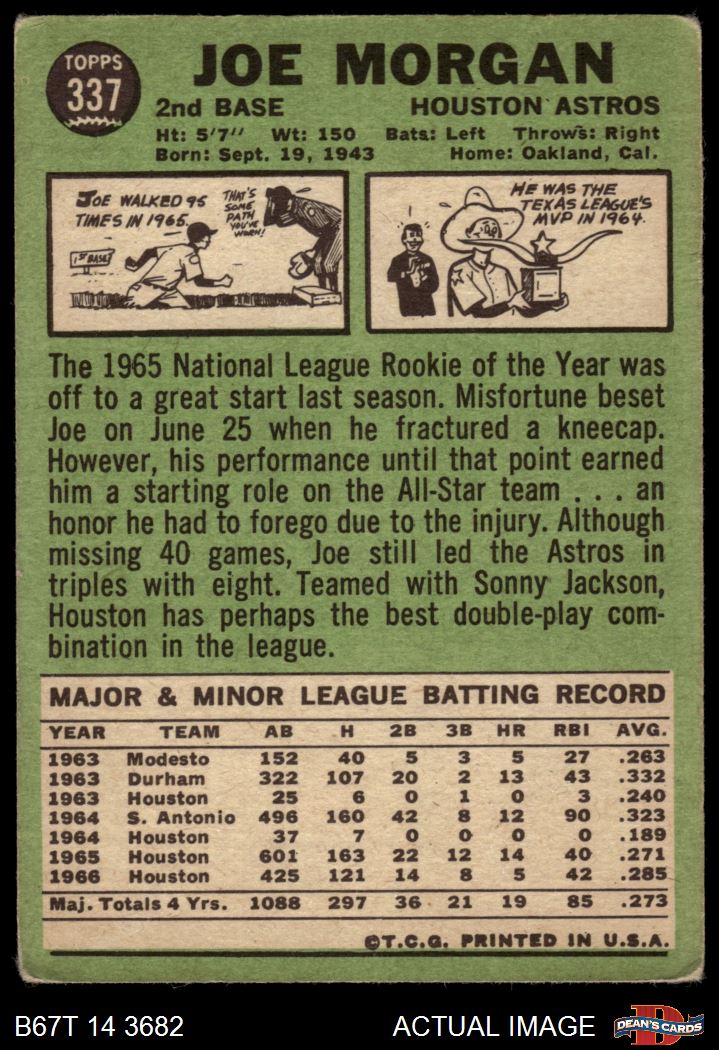 TOPPS
337
JOE MORGAN
2nd BASE HOUSTON ASTROS
Ht: 5'7" Wt: 150 Bats: Left Throws: Right
Born: Sept. 19, 1943 Home: Oakland, Cal.
JOE WALKED 95
TIMES IN 1965.
THAT'S
SOME
PATH
YOU'VE
WORN!
1ST BASE
HE WAS THE
TEXAS LEAGUE'S
MVP IN 1964.
The 1965 National League Rookie of the Year was
off to a great start last season. Misfortune beset
Joe on June 25 when he fractured a kneecap.
However, his performance until that point earned
him a starting role on the All-Star team . . . an
honor he had to forego due to the injury. Although
missing 40 games, Joe still led the Astros in
triples with eight. Teamed with Sonny Jackson,
Houston has perhaps the best double-play com-
bination in the league.
MAJOR & MINOR LEAGUE BATTING RECORD
YEAR TEAM AB H 2B 3B HR RBI AVG.
1963 Modesto 152 40 5 3 5 27 .263
1963 Durham 322 107 20 2 13 43 .332
1963 Houston 25 6 0 1 0 3 .240
1964 S. Antonio 496 160 42 8 12 90 .323
1964 Houston 37 7 0 0 0 0 .189
1965 Houston 601 163 22 12 14 40 .271
1966 Houston 425 121 14 8 5 42 .285
Maj. Totals 4 Yrs. 1088 297 36 21 19 85 .273
©T.C.G. PRINTED IN U.S.A.
B67T 14 3682 ACTUAL IMAGE
D
DEAN'S CARDS